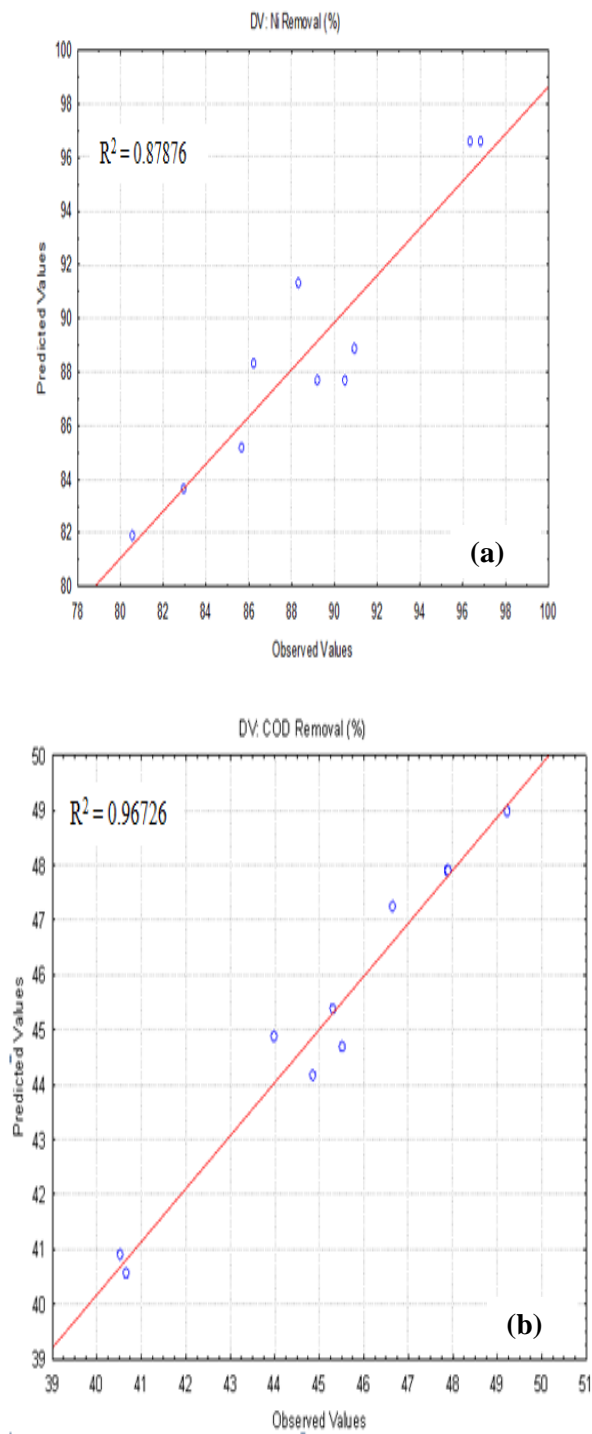 DV: Ni Removal (%)
100
98
96
94
92
90
88
86
84
82
80
R² = 0.87876
Predicted Values
(a)
78 80 82 84 86 88 90 92 94 96 98 100
Observed Values
DV: COD Removal (%)
50
49
48
47
46
45
44
43
42
41
40
39
R² = 0.96726
Predicted Values
(b)
39 40 41 42 43 44 45 46 47 48 49 50 51
Observed Values